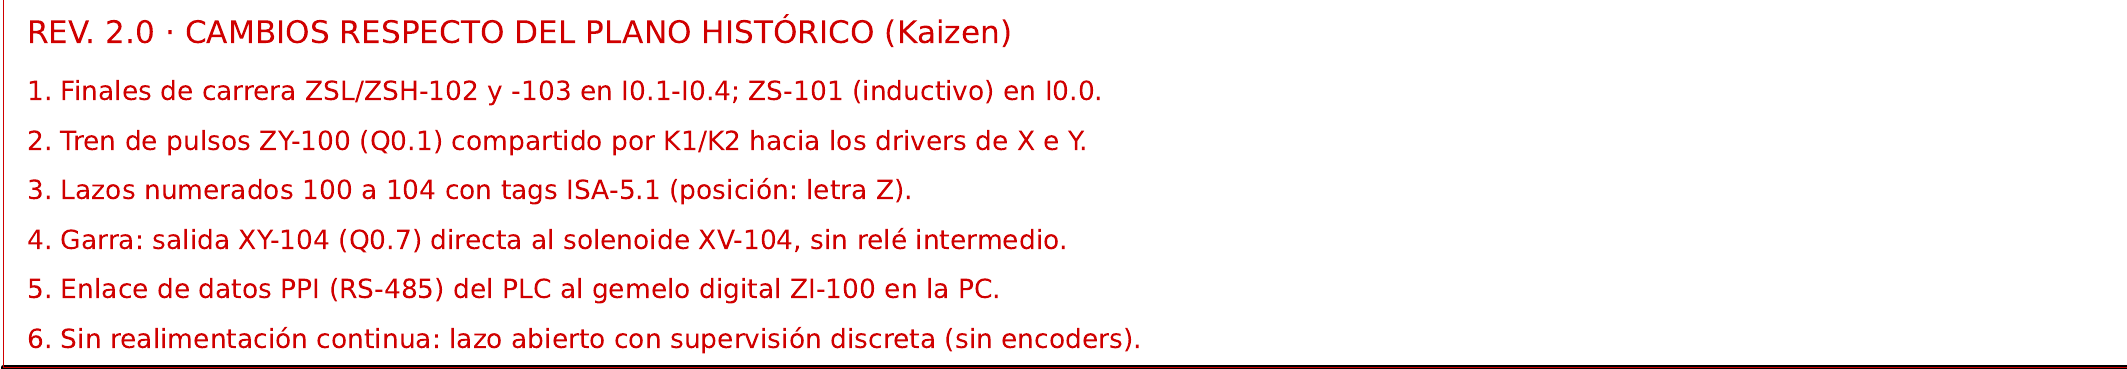 REV. 2.0 · CAMBIOS RESPECTO DEL PLANO HISTÓRICO (Kaizen)
1. Finales de carrera ZSL/ZSH-102 y -103 en I0.1-I0.4; ZS-101 (inductivo) en I0.0.
2. Tren de pulsos ZY-100 (Q0.1) compartido por K1/K2 hacia los drivers de X e Y.
3. Lazos numerados 100 a 104 con tags ISA-5.1 (posición: letra Z).
4. Garra: salida XY-104 (Q0.7) directa al solenoide XV-104, sin relé intermedio.
5. Enlace de datos PPI (RS-485) del PLC al gemelo digital ZI-100 en la PC.
6. Sin realimentación continua: lazo abierto con supervisión discreta (sin encoders).